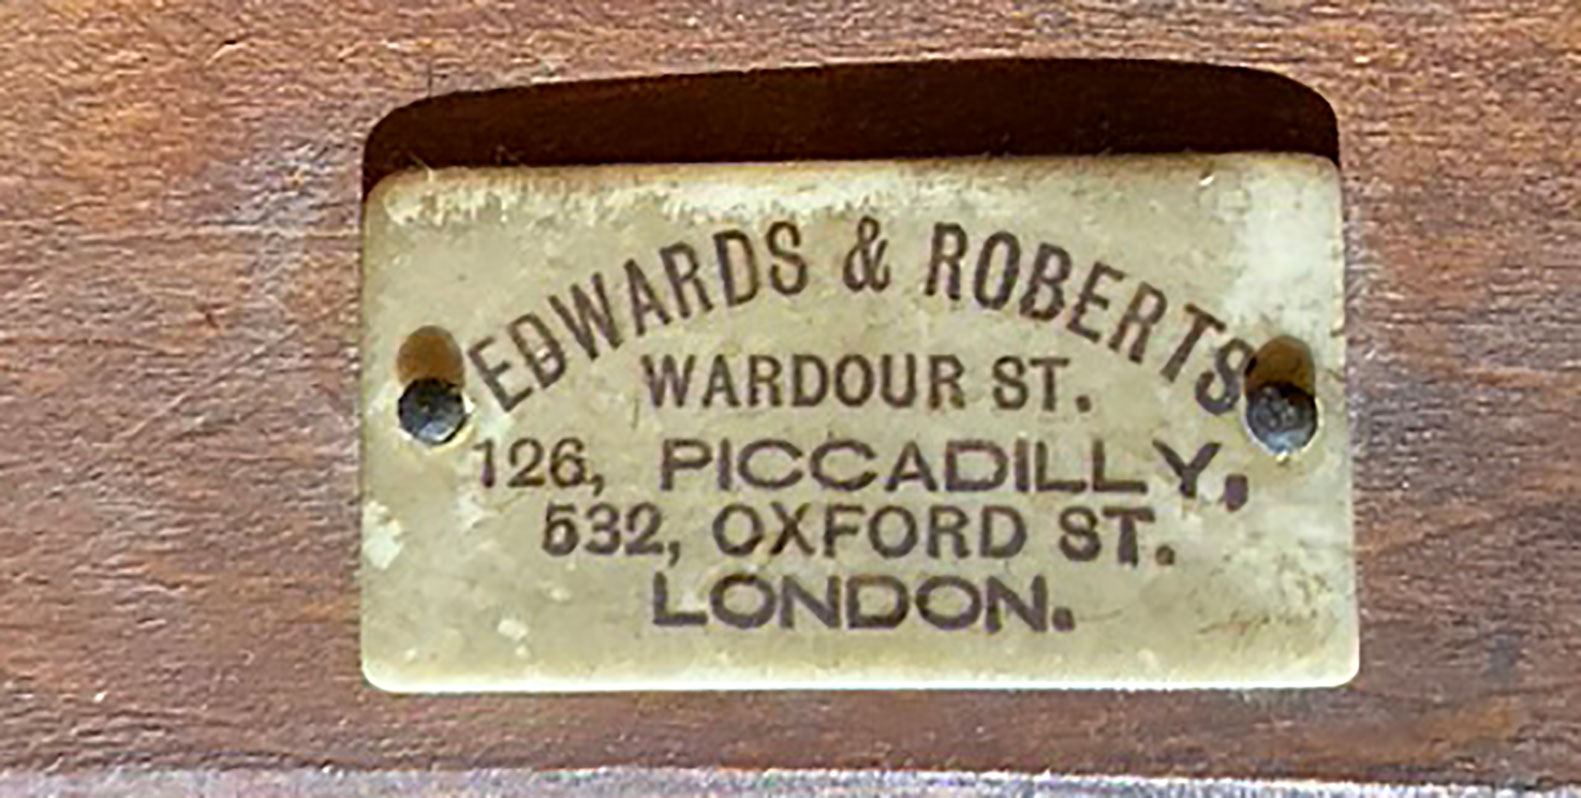 EDWARDS & ROBERTS
WARDOUR ST.
126, PICCADILLY,
532, OXFORD ST.
LONDON.